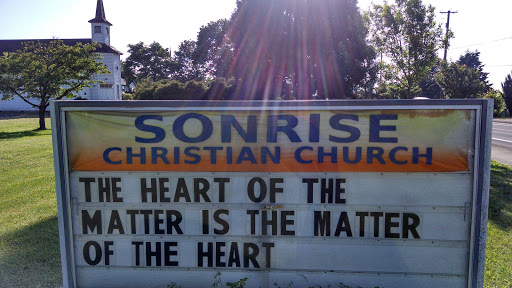 SONRISE
CHRISTIAN CHURCH
THE HEART OF THE
MATTER IS THE MATTER
OF THE HEART